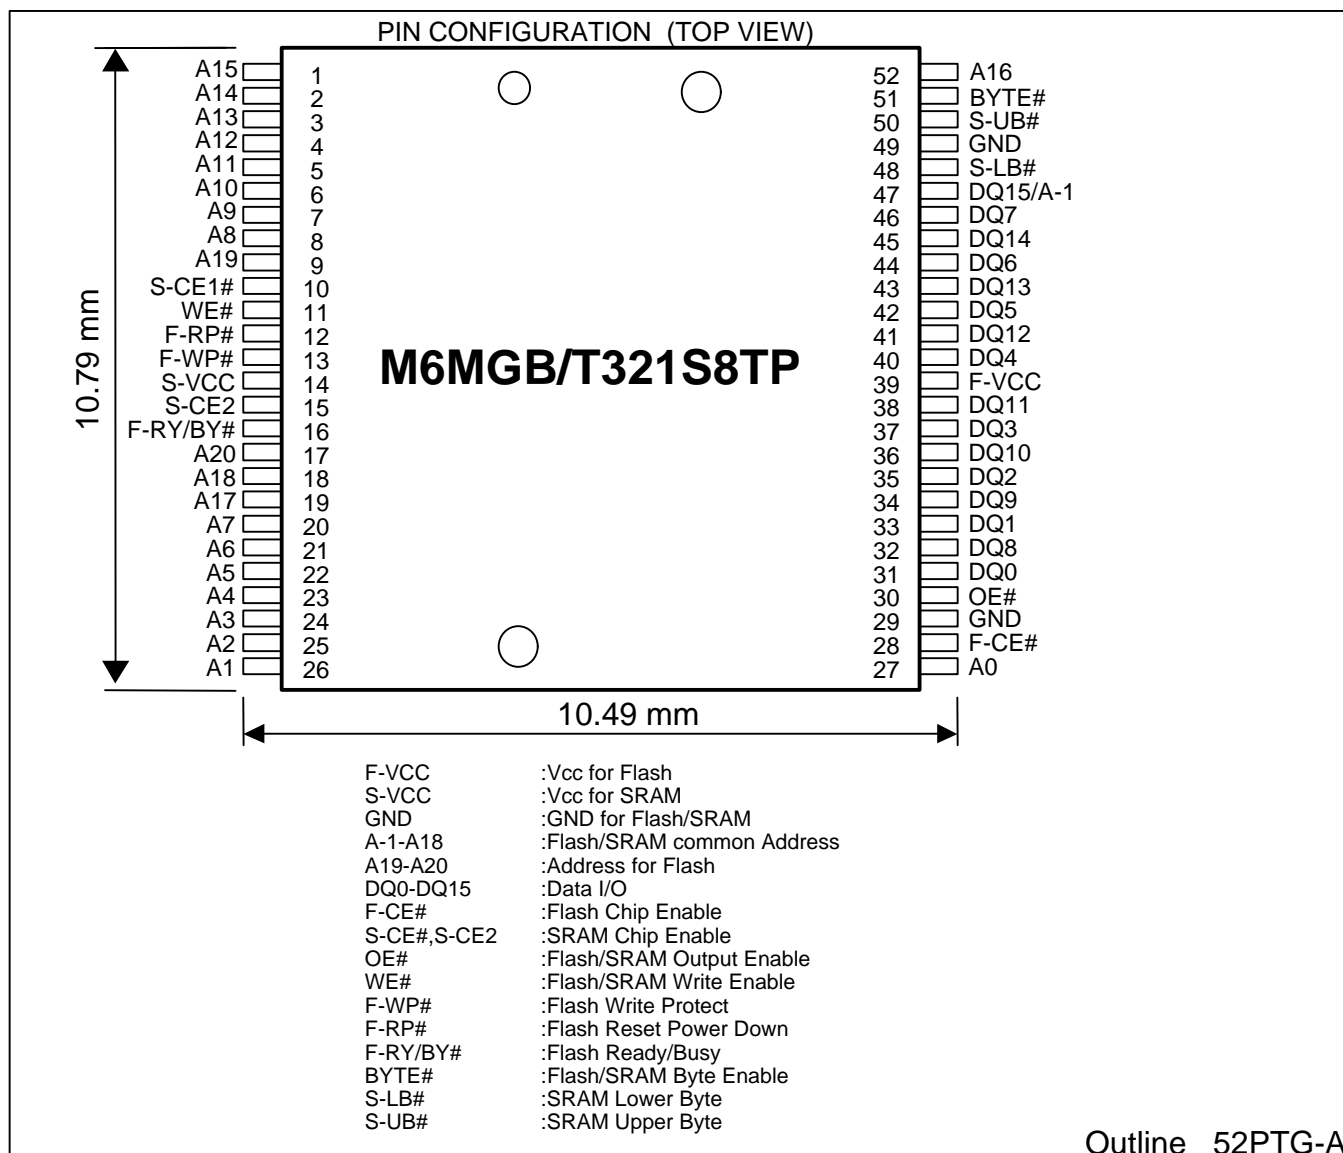 PIN CONFIGURATION (TOP VIEW)
A15 1 52 A16
A14 2 51 BYTE#
A13 3 50 S-UB#
A12 4 49 GND
A11 5 48 S-LB#
A10 6 47 DQ15/A-1
A9 7 46 DQ7
A8 8 45 DQ14
A19 9 44 DQ6
S-CE1# 10 43 DQ13
WE# 11 42 DQ5
F-RP# 12 41 DQ12
F-WP# 13 40 DQ4
S-VCC 14 39 F-VCC
S-CE2 15 38 DQ11
F-RY/BY# 16 37 DQ3
A20 17 36 DQ10
A18 18 35 DQ2
A17 19 34 DQ9
A7 20 33 DQ1
A6 21 32 DQ8
A5 22 31 DQ0
A4 23 30 OE#
A3 24 29 GND
A2 25 28 F-CE#
A1 26 27 A0
10.79 mm
M6MGB/T321S8TP
10.49 mm
F-VCC :Vcc for Flash
S-VCC :Vcc for SRAM
GND :GND for Flash/SRAM
A-1-A18 :Flash/SRAM common Address
A19-A20 :Address for Flash
DQ0-DQ15 :Data I/O
F-CE# :Flash Chip Enable
S-CE#,S-CE2 :SRAM Chip Enable
OE# :Flash/SRAM Output Enable
WE# :Flash/SRAM Write Enable
F-WP# :Flash Write Protect
F-RP# :Flash Reset Power Down
F-RY/BY# :Flash Ready/Busy
BYTE# :Flash/SRAM Byte Enable
S-LB# :SRAM Lower Byte
S-UB# :SRAM Upper Byte
Outline 52PTG-A